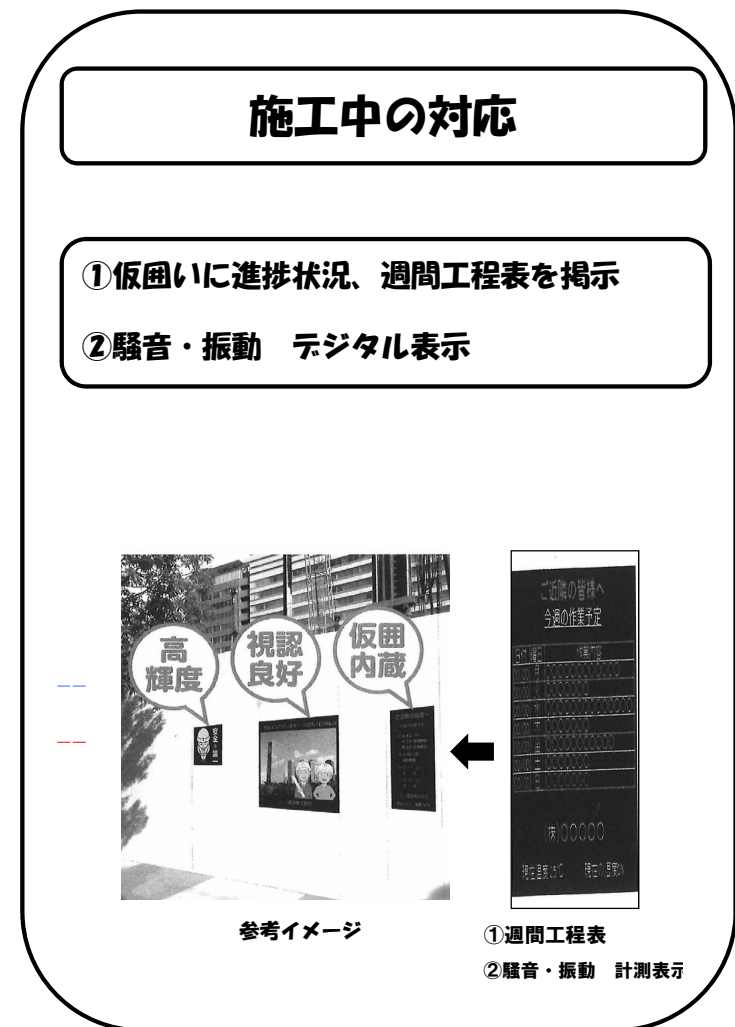 施工中の対応
①仮囲いに進捗状況、週間工程表を掲示
②騒音・振動　デジタル表示
高
輝度
視認
良好
仮囲
内蔵
安全第一
ご近隣の皆様へ
今週の作業予定
(株)○○○○○
参考イメージ
①週間工程表
②騒音・振動　計測表示